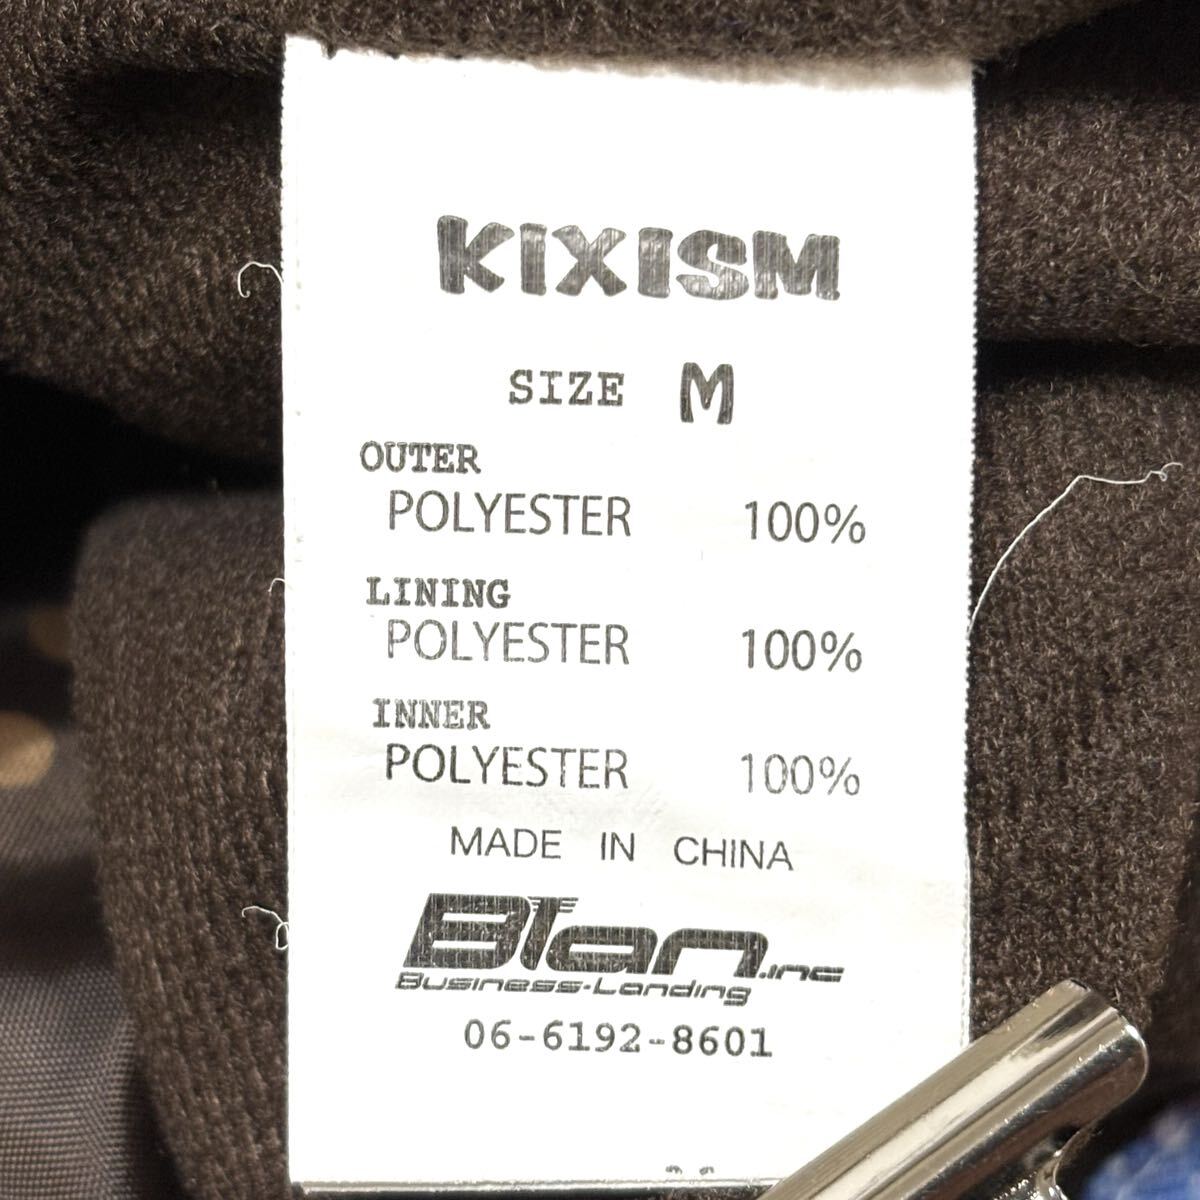 KIXISM
SIZE M
OUTER
POLYESTER 100%
LINING
POLYESTER 100%
INNER
POLYESTER 100%
MADE IN CHINA
Blan.inc
Business-Landing
06-6192-8601